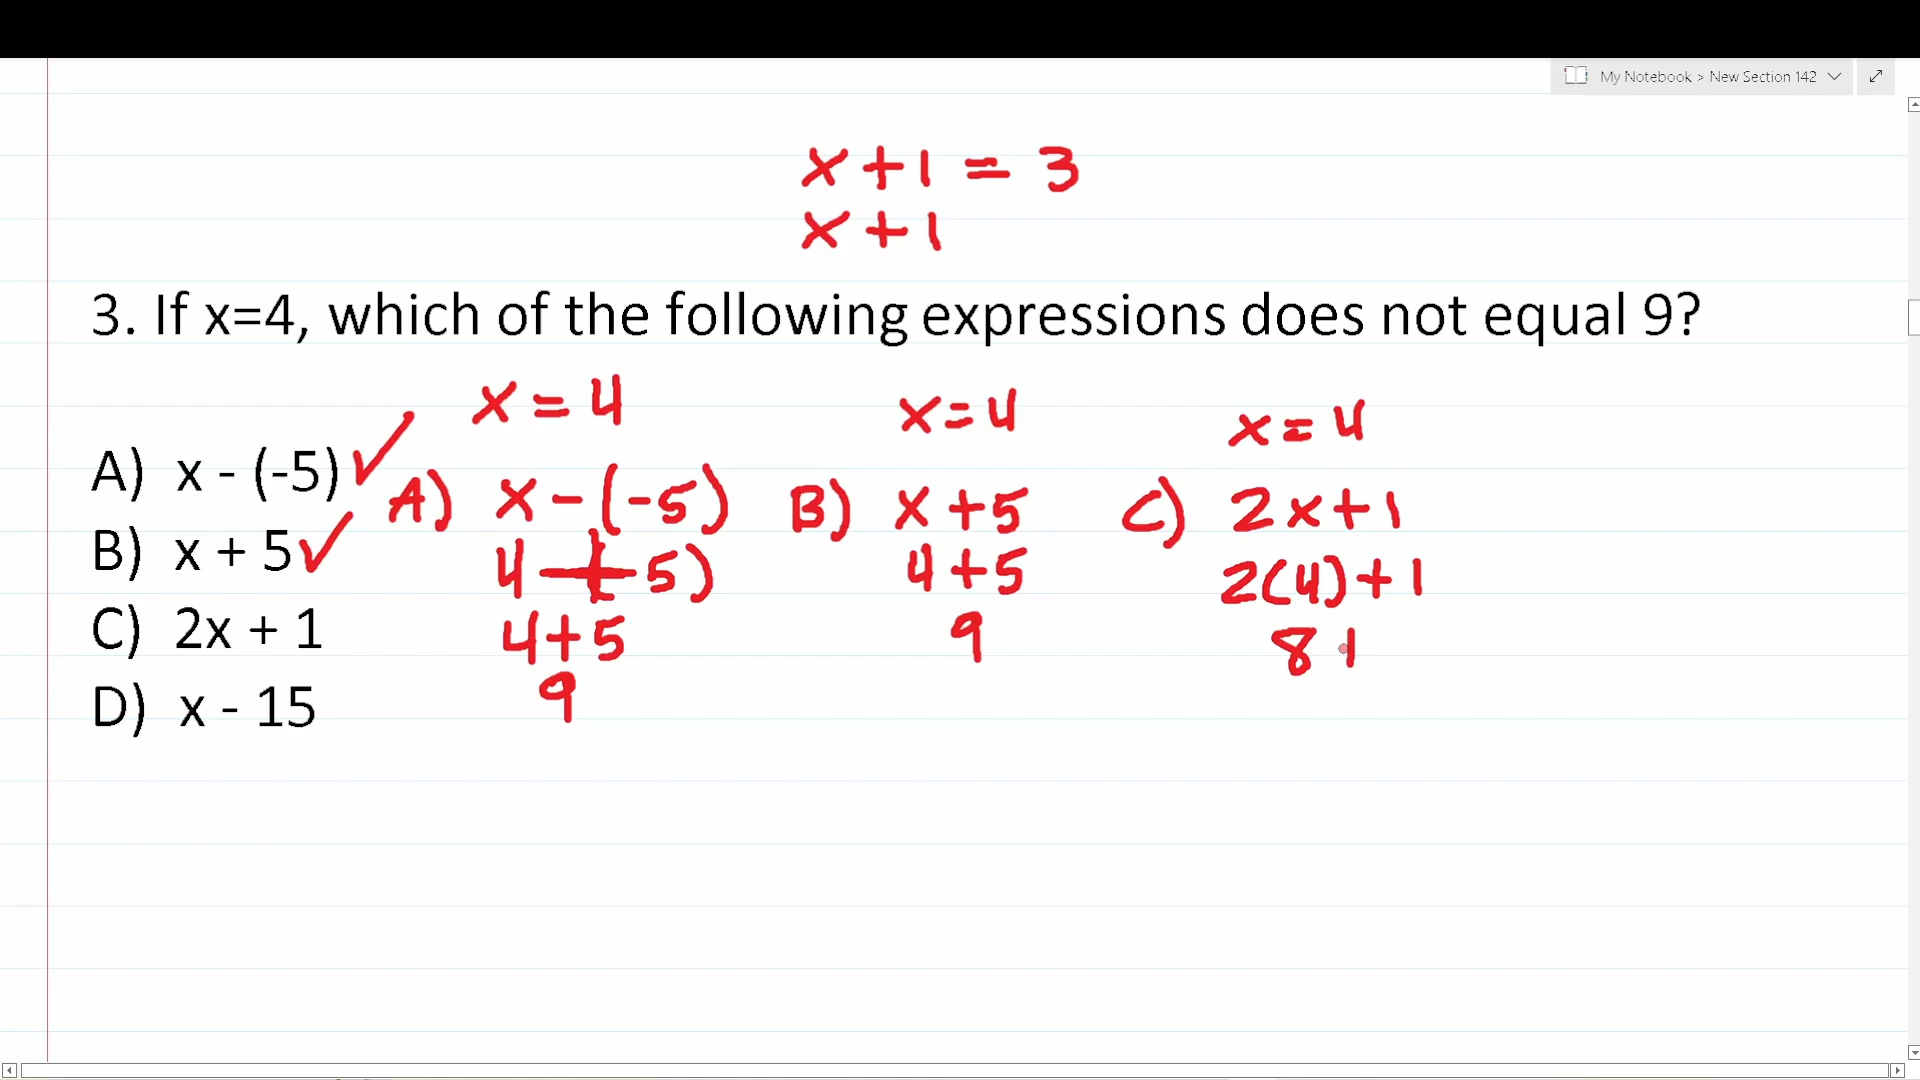 My Notebook > New Section 142
x + 1 = 3
x + 1
3. If x=4, which of the following expressions does not equal 9?
A) x - (-5) ✓
B) x + 5 ✓
C) 2x + 1
D) x - 15
x = 4
A) x - (-5)
4 - (-5)
4 + 5
9
x = 4
B) x + 5
4 + 5
9
x = 4
C) 2x + 1
2(4) + 1
8 1